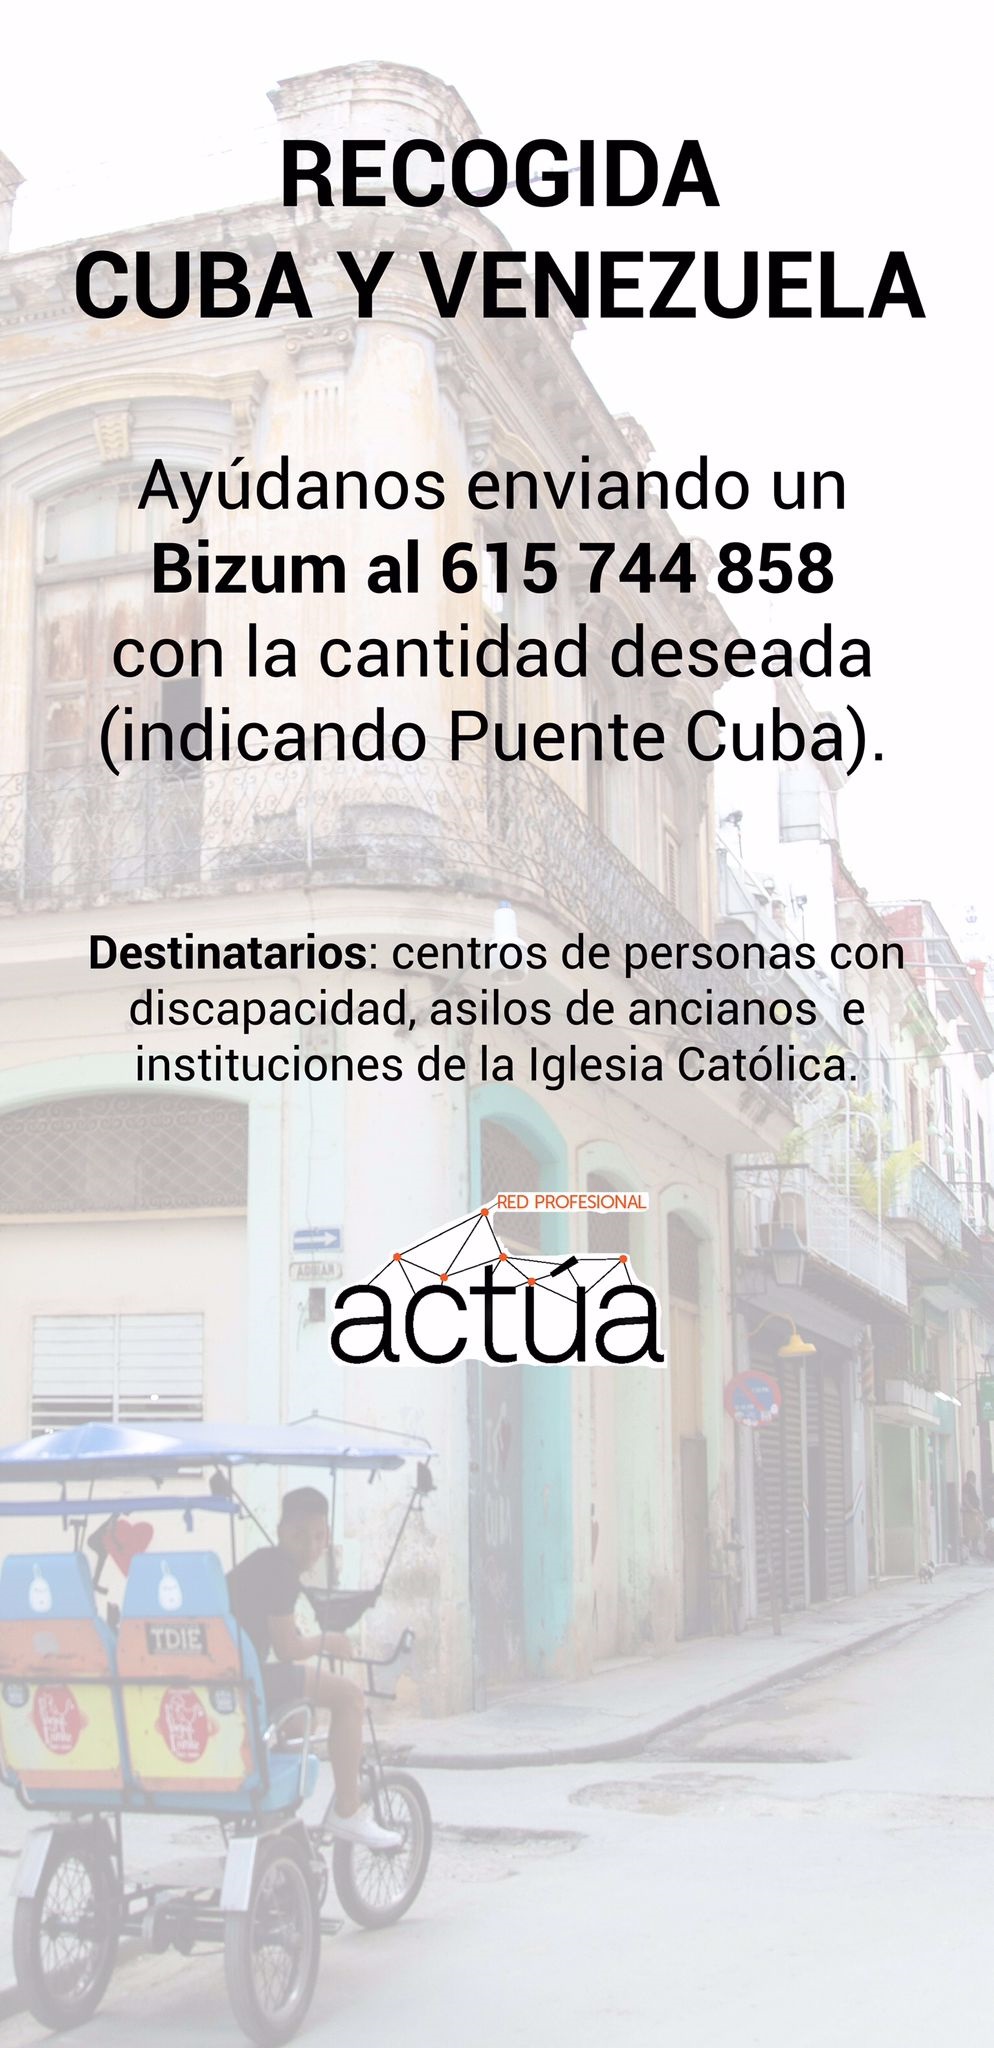 RECOGIDA
CUBA Y VENEZUELA
Ayúdanos enviando un
Bizum al 615 744 858
con la cantidad deseada
(indicando Puente Cuba).
Destinatarios: centros de personas con
discapacidad, asilos de ancianos e
instituciones de la Iglesia Católica.
RED PROFESIONAL
actúa
TDIE